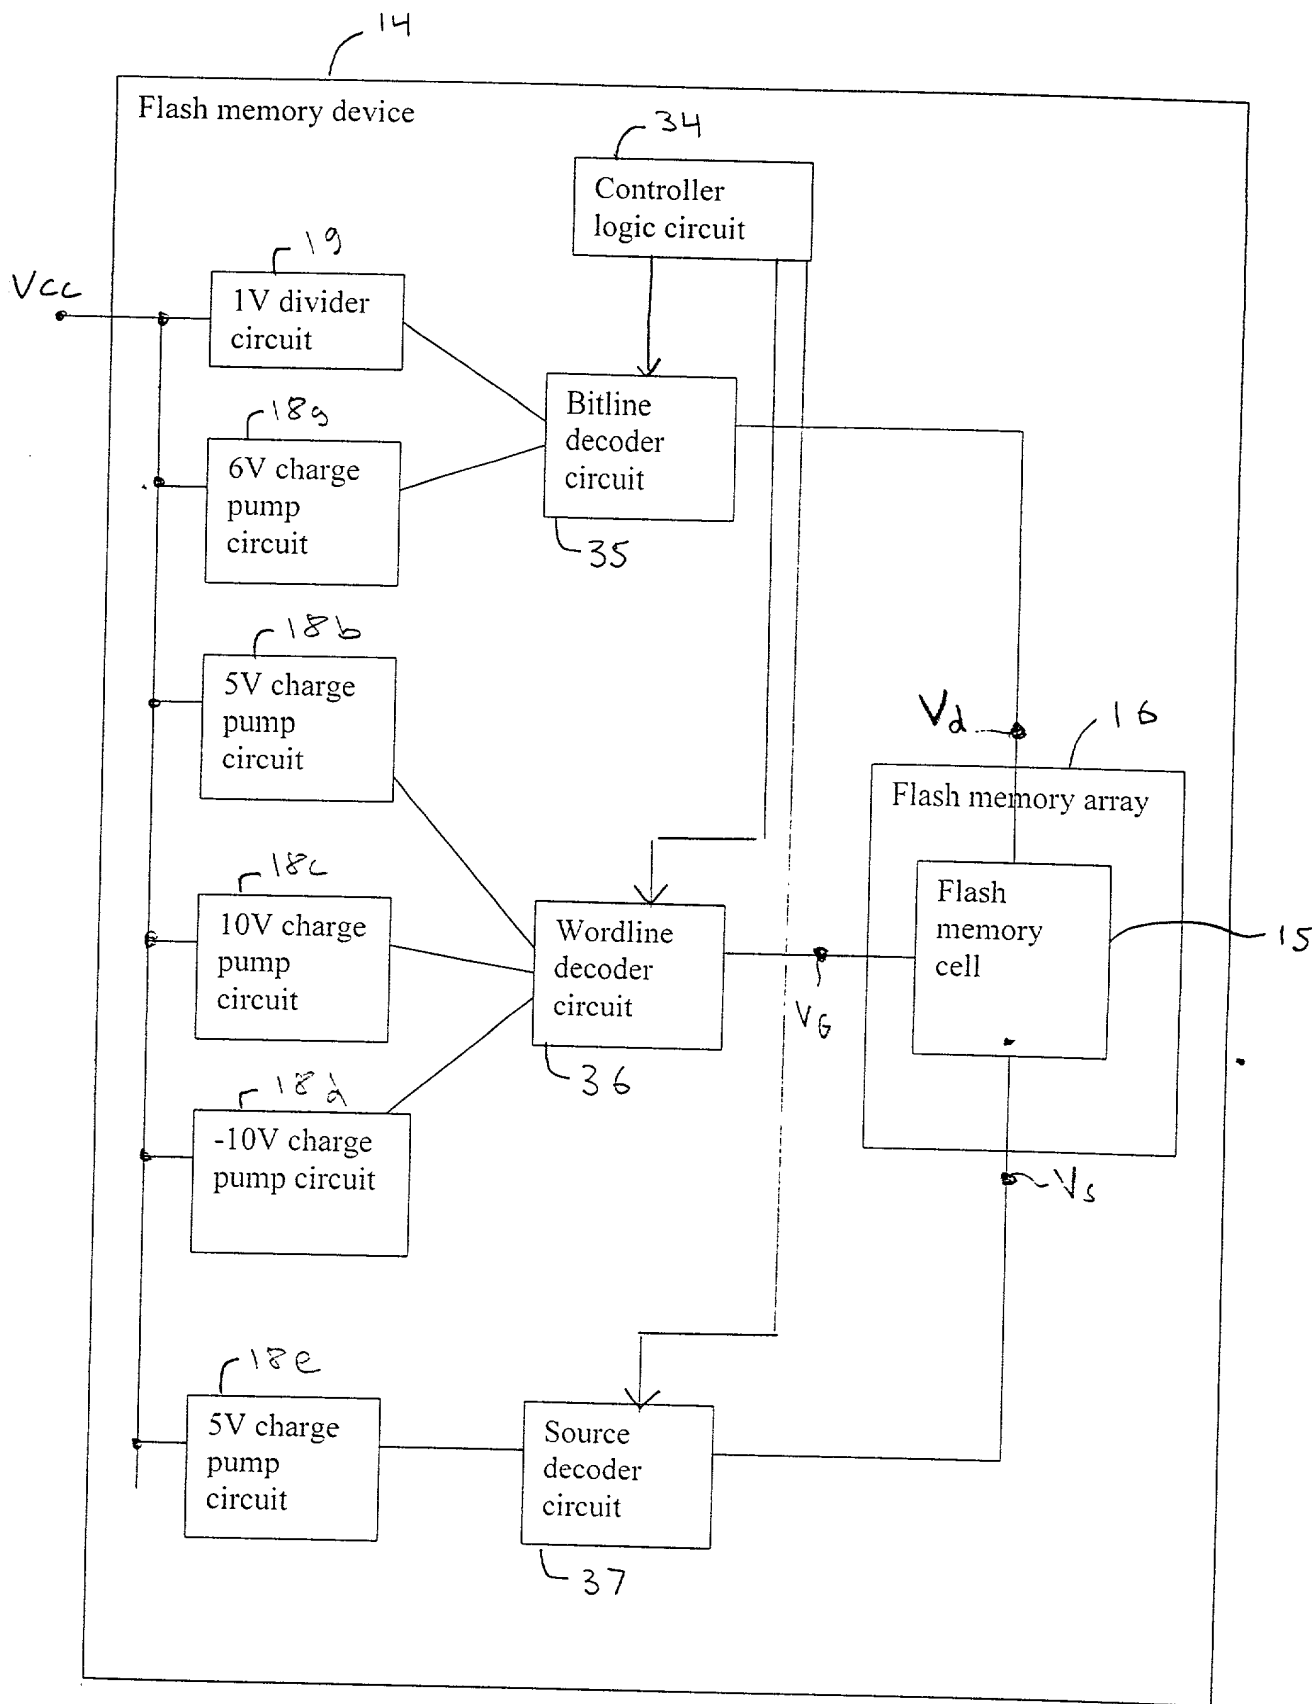 14
Flash memory device
34
Controller
logic circuit
19
Vcc
1V divider
circuit
18a
6V charge
pump
circuit
Bitline
decoder
circuit
35
18b
5V charge
pump
circuit
Vd
16
Flash memory array
18c
10V charge
pump
circuit
Wordline
decoder
circuit
36
VG
Flash
memory
cell
15
18d
-10V charge
pump circuit
Vs
18e
5V charge
pump
circuit
Source
decoder
circuit
37